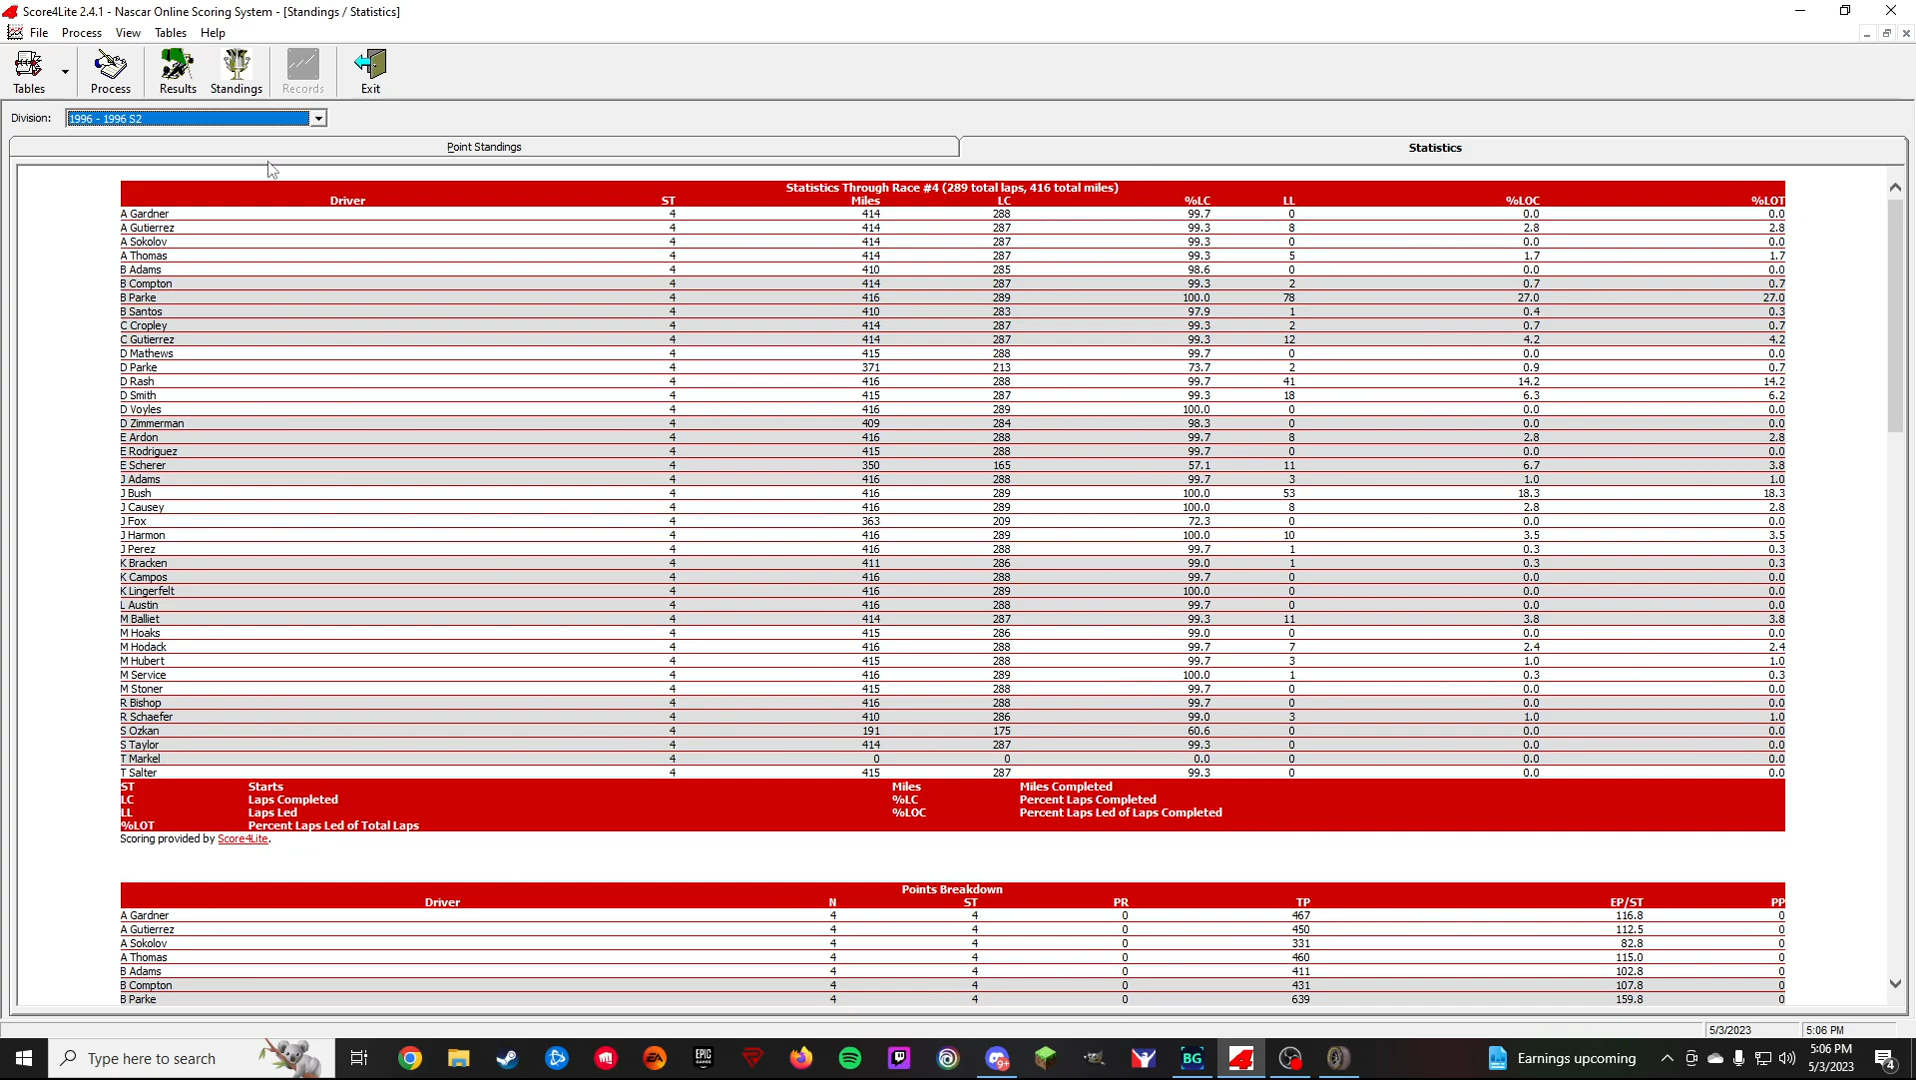 Score4Lite 2.4.1 - Nascar Online Scoring System - [Standings / Statistics]
File Process View Tables Help
Tables Process Results Standings Records Exit
Division: 1996 - 1996 S2
Point Standings Statistics
Statistics Through Race #4 (289 total laps, 416 total miles)
Driver ST Miles LC %LC LL %LOC %LOT
A Gardner 4 414 288 99.7 0 0.0 0.0
A Gutierrez 4 414 287 99.3 8 2.8 2.8
A Sokolov 4 414 287 99.3 0 0.0 0.0
A Thomas 4 414 287 99.3 5 1.7 1.7
B Adams 4 410 285 98.6 0 0.0 0.0
B Compton 4 414 287 99.3 2 0.7 0.7
B Parke 4 416 289 100.0 78 27.0 27.0
B Santos 4 410 283 97.9 1 0.4 0.3
C Cropley 4 414 287 99.3 2 0.7 0.7
C Gutierrez 4 414 287 99.3 12 4.2 4.2
D Mathews 4 415 288 99.7 0 0.0 0.0
D Parke 4 371 213 73.7 2 0.9 0.7
D Rash 4 416 288 99.7 41 14.2 14.2
D Smith 4 415 287 99.3 18 6.3 6.2
D Voyles 4 416 289 100.0 0 0.0 0.0
D Zimmerman 4 409 284 98.3 0 0.0 0.0
E Ardon 4 416 288 99.7 8 2.8 2.8
E Rodriguez 4 415 288 99.7 0 0.0 0.0
E Scherer 4 350 165 57.1 11 6.7 3.8
J Adams 4 416 288 99.7 3 1.0 1.0
J Bush 4 416 289 100.0 53 18.3 18.3
J Causey 4 416 289 100.0 8 2.8 2.8
J Fox 4 363 209 72.3 0 0.0 0.0
J Harmon 4 416 289 100.0 10 3.5 3.5
J Perez 4 416 288 99.7 1 0.3 0.3
K Bracken 4 411 286 99.0 1 0.3 0.3
K Campos 4 416 288 99.7 0 0.0 0.0
K Lingerfelt 4 416 289 100.0 0 0.0 0.0
L Austin 4 416 288 99.7 0 0.0 0.0
M Balliet 4 414 287 99.3 11 3.8 3.8
M Hoaks 4 415 286 99.0 0 0.0 0.0
M Hodack 4 416 288 99.7 7 2.4 2.4
M Hubert 4 415 288 99.7 3 1.0 1.0
M Service 4 416 289 100.0 1 0.3 0.3
M Stoner 4 415 288 99.7 0 0.0 0.0
R Bishop 4 416 288 99.7 0 0.0 0.0
R Schaefer 4 410 286 99.0 3 1.0 1.0
S Ozkan 4 191 175 60.6 0 0.0 0.0
S Taylor 4 414 287 99.3 0 0.0 0.0
T Markel 4 0 0 0.0 0 0.0 0.0
T Salter 4 415 287 99.3 0 0.0 0.0
ST Starts Miles Miles Completed
LC Laps Completed %LC Percent Laps Completed
LL Laps Led %LOC Percent Laps Led of Laps Completed
%LOT Percent Laps Led of Total Laps
Scoring provided by Score4Lite.
Points Breakdown
Driver N ST PR TP EP/ST PP
A Gardner 4 4 0 467 116.8 0
A Gutierrez 4 4 0 450 112.5 0
A Sokolov 4 4 0 331 82.8 0
A Thomas 4 4 0 460 115.0 0
B Adams 4 4 0 411 102.8 0
B Compton 4 4 0 431 107.8 0
B Parke 4 4 0 639 159.8 0
5/3/2023 5:06 PM
Type here to search EA EPIC GAMES 9+ BG Earnings upcoming 5:06 PM
5/3/2023 4